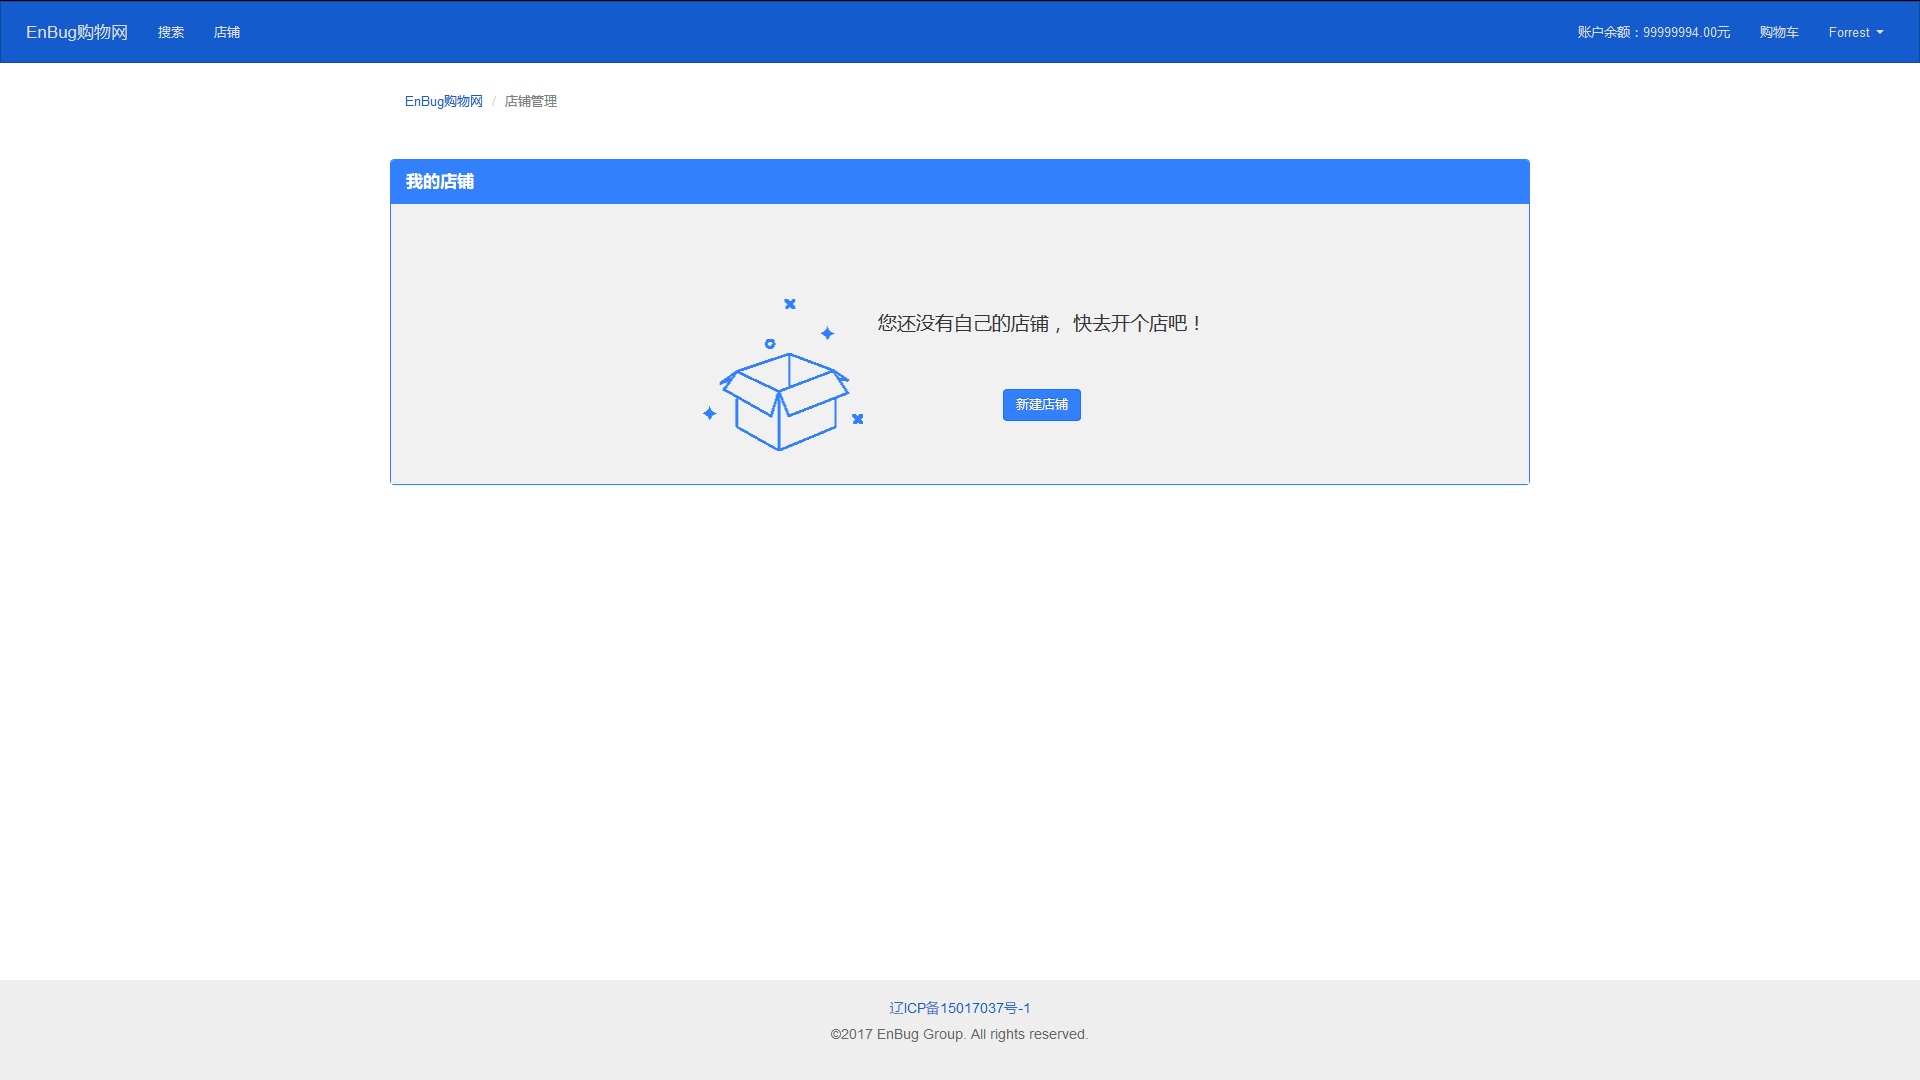 EnBug购物网 搜索 店铺 账户余额：99999994.00元 购物车 Forrest
EnBug购物网 / 店铺管理
我的店铺
您还没有自己的店铺，快去开个店吧！
新建店铺
辽ICP备15017037号-1
©2017 EnBug Group. All rights reserved.